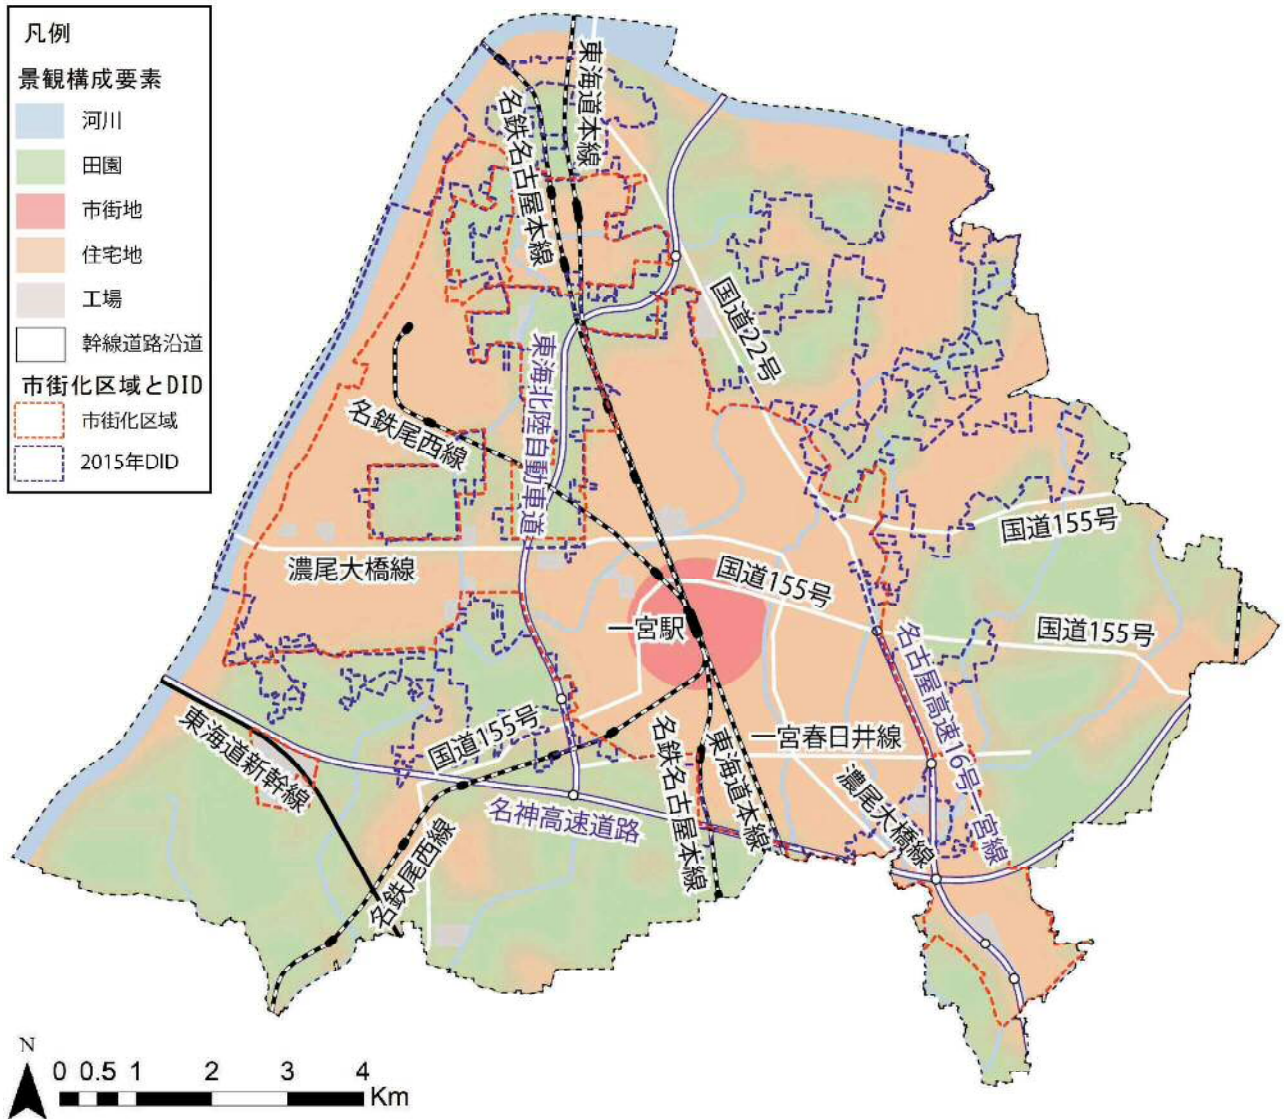 凡例
景観構成要素
河川
田園
市街地
住宅地
工場
幹線道路沿道
市街化区域とDID
市街化区域
2015年DID
東海道本線
名鉄名古屋本線
国道22号
東海北陸自動車道
名鉄尾西線
濃尾大橋線
国道155号
国道155号
一宮駅
国道155号
名古屋高速16号一宮線
東海道新幹線
国道155号
一宮春日井線
名鉄名古屋本線
東海道本線
濃尾大橋線
名神高速道路
名鉄尾西線
N
0 0.5 1 2 3 4
Km